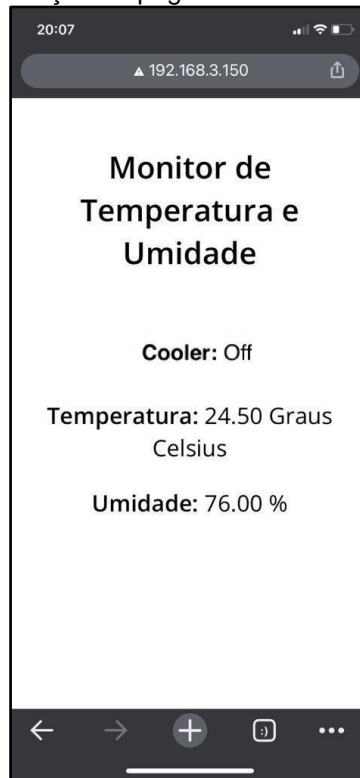 20:07
192.168.3.150
Monitor de
Temperatura e
Umidade
Cooler: Off
Temperatura: 24.50 Graus
Celsius
Umidade: 76.00 %
:)